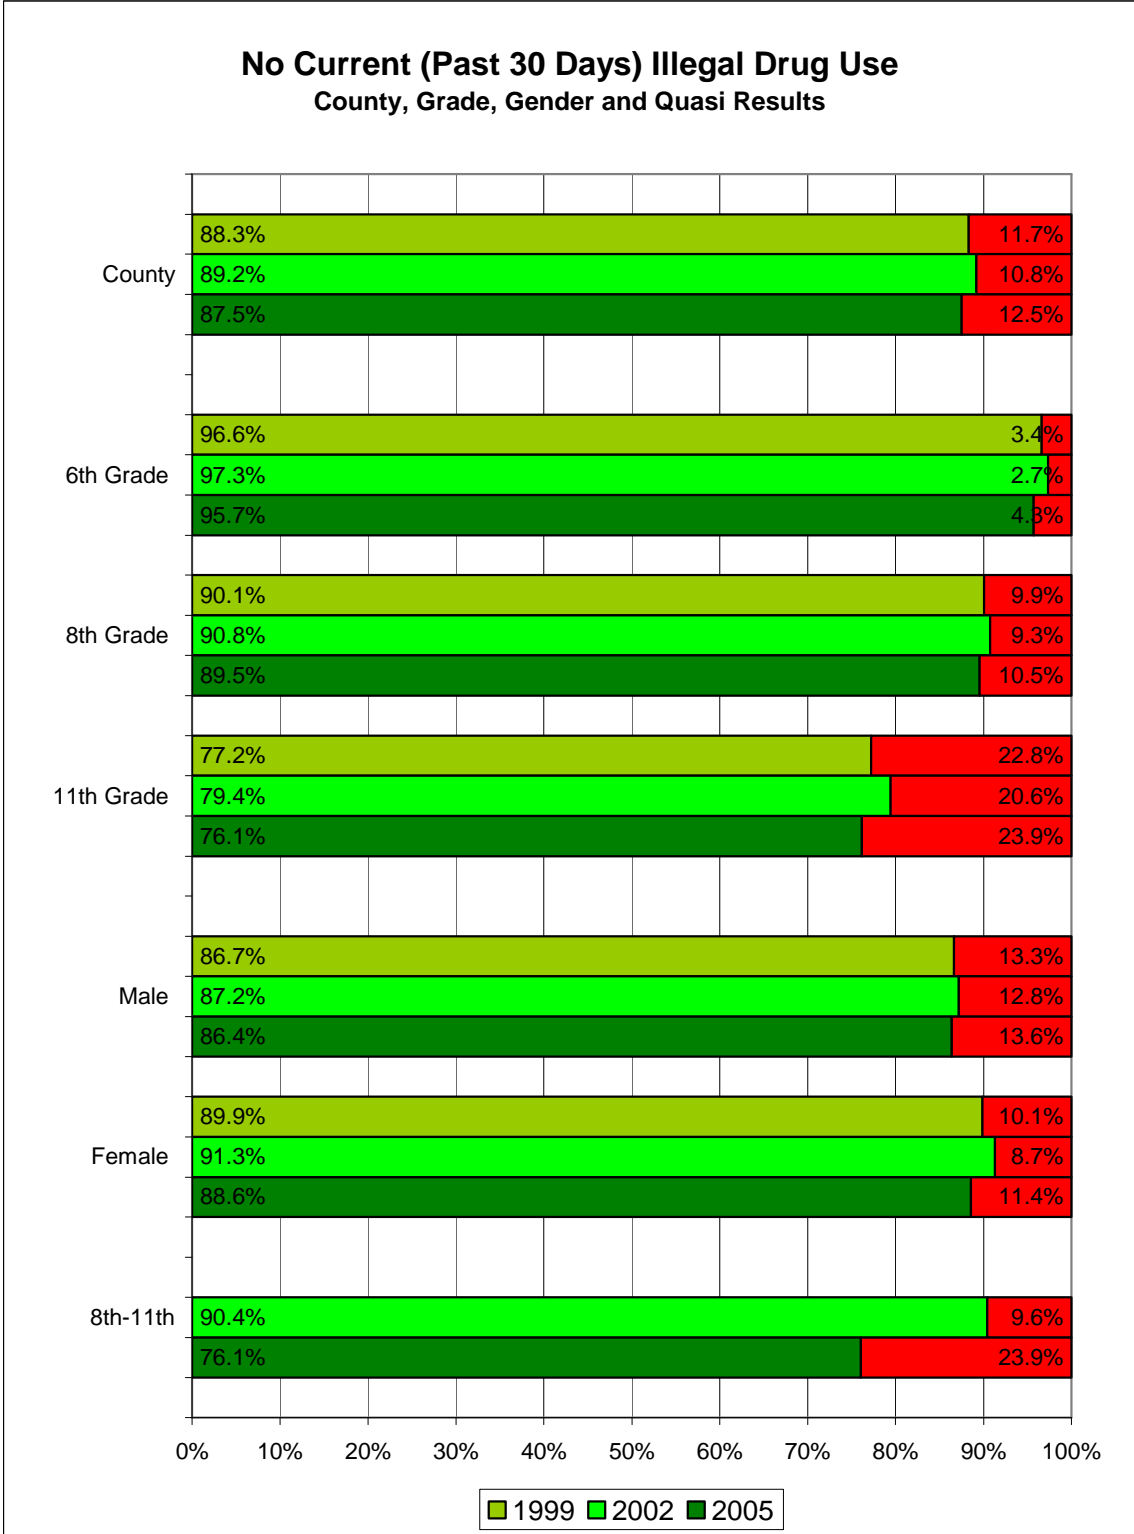 No Current (Past 30 Days) Illegal Drug Use
County, Grade, Gender and Quasi Results
88.3% 11.7%
County 89.2% 10.8%
87.5% 12.5%
96.6% 3.4%
6th Grade 97.3% 2.7%
95.7% 4.3%
90.1% 9.9%
8th Grade 90.8% 9.3%
89.5% 10.5%
77.2% 22.8%
11th Grade 79.4% 20.6%
76.1% 23.9%
86.7% 13.3%
Male 87.2% 12.8%
86.4% 13.6%
89.9% 10.1%
Female 91.3% 8.7%
88.6% 11.4%
8th-11th 90.4% 9.6%
76.1% 23.9%
0% 10% 20% 30% 40% 50% 60% 70% 80% 90% 100%
1999 2002 2005